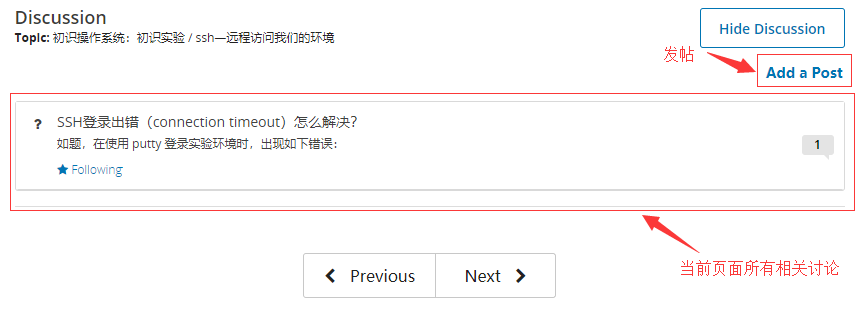 Discussion
Topic: 初识操作系统：初识实验 / ssh—远程访问我们的环境
Hide Discussion
发帖
Add a Post
? SSH登录出错（connection timeout）怎么解决？
如题，在使用 putty 登录实验环境时，出现如下错误：
1
Following
当前页面所有相关讨论
Previous
Next